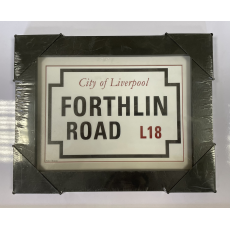 City of Liverpool
FORTHLIN
ROAD L18